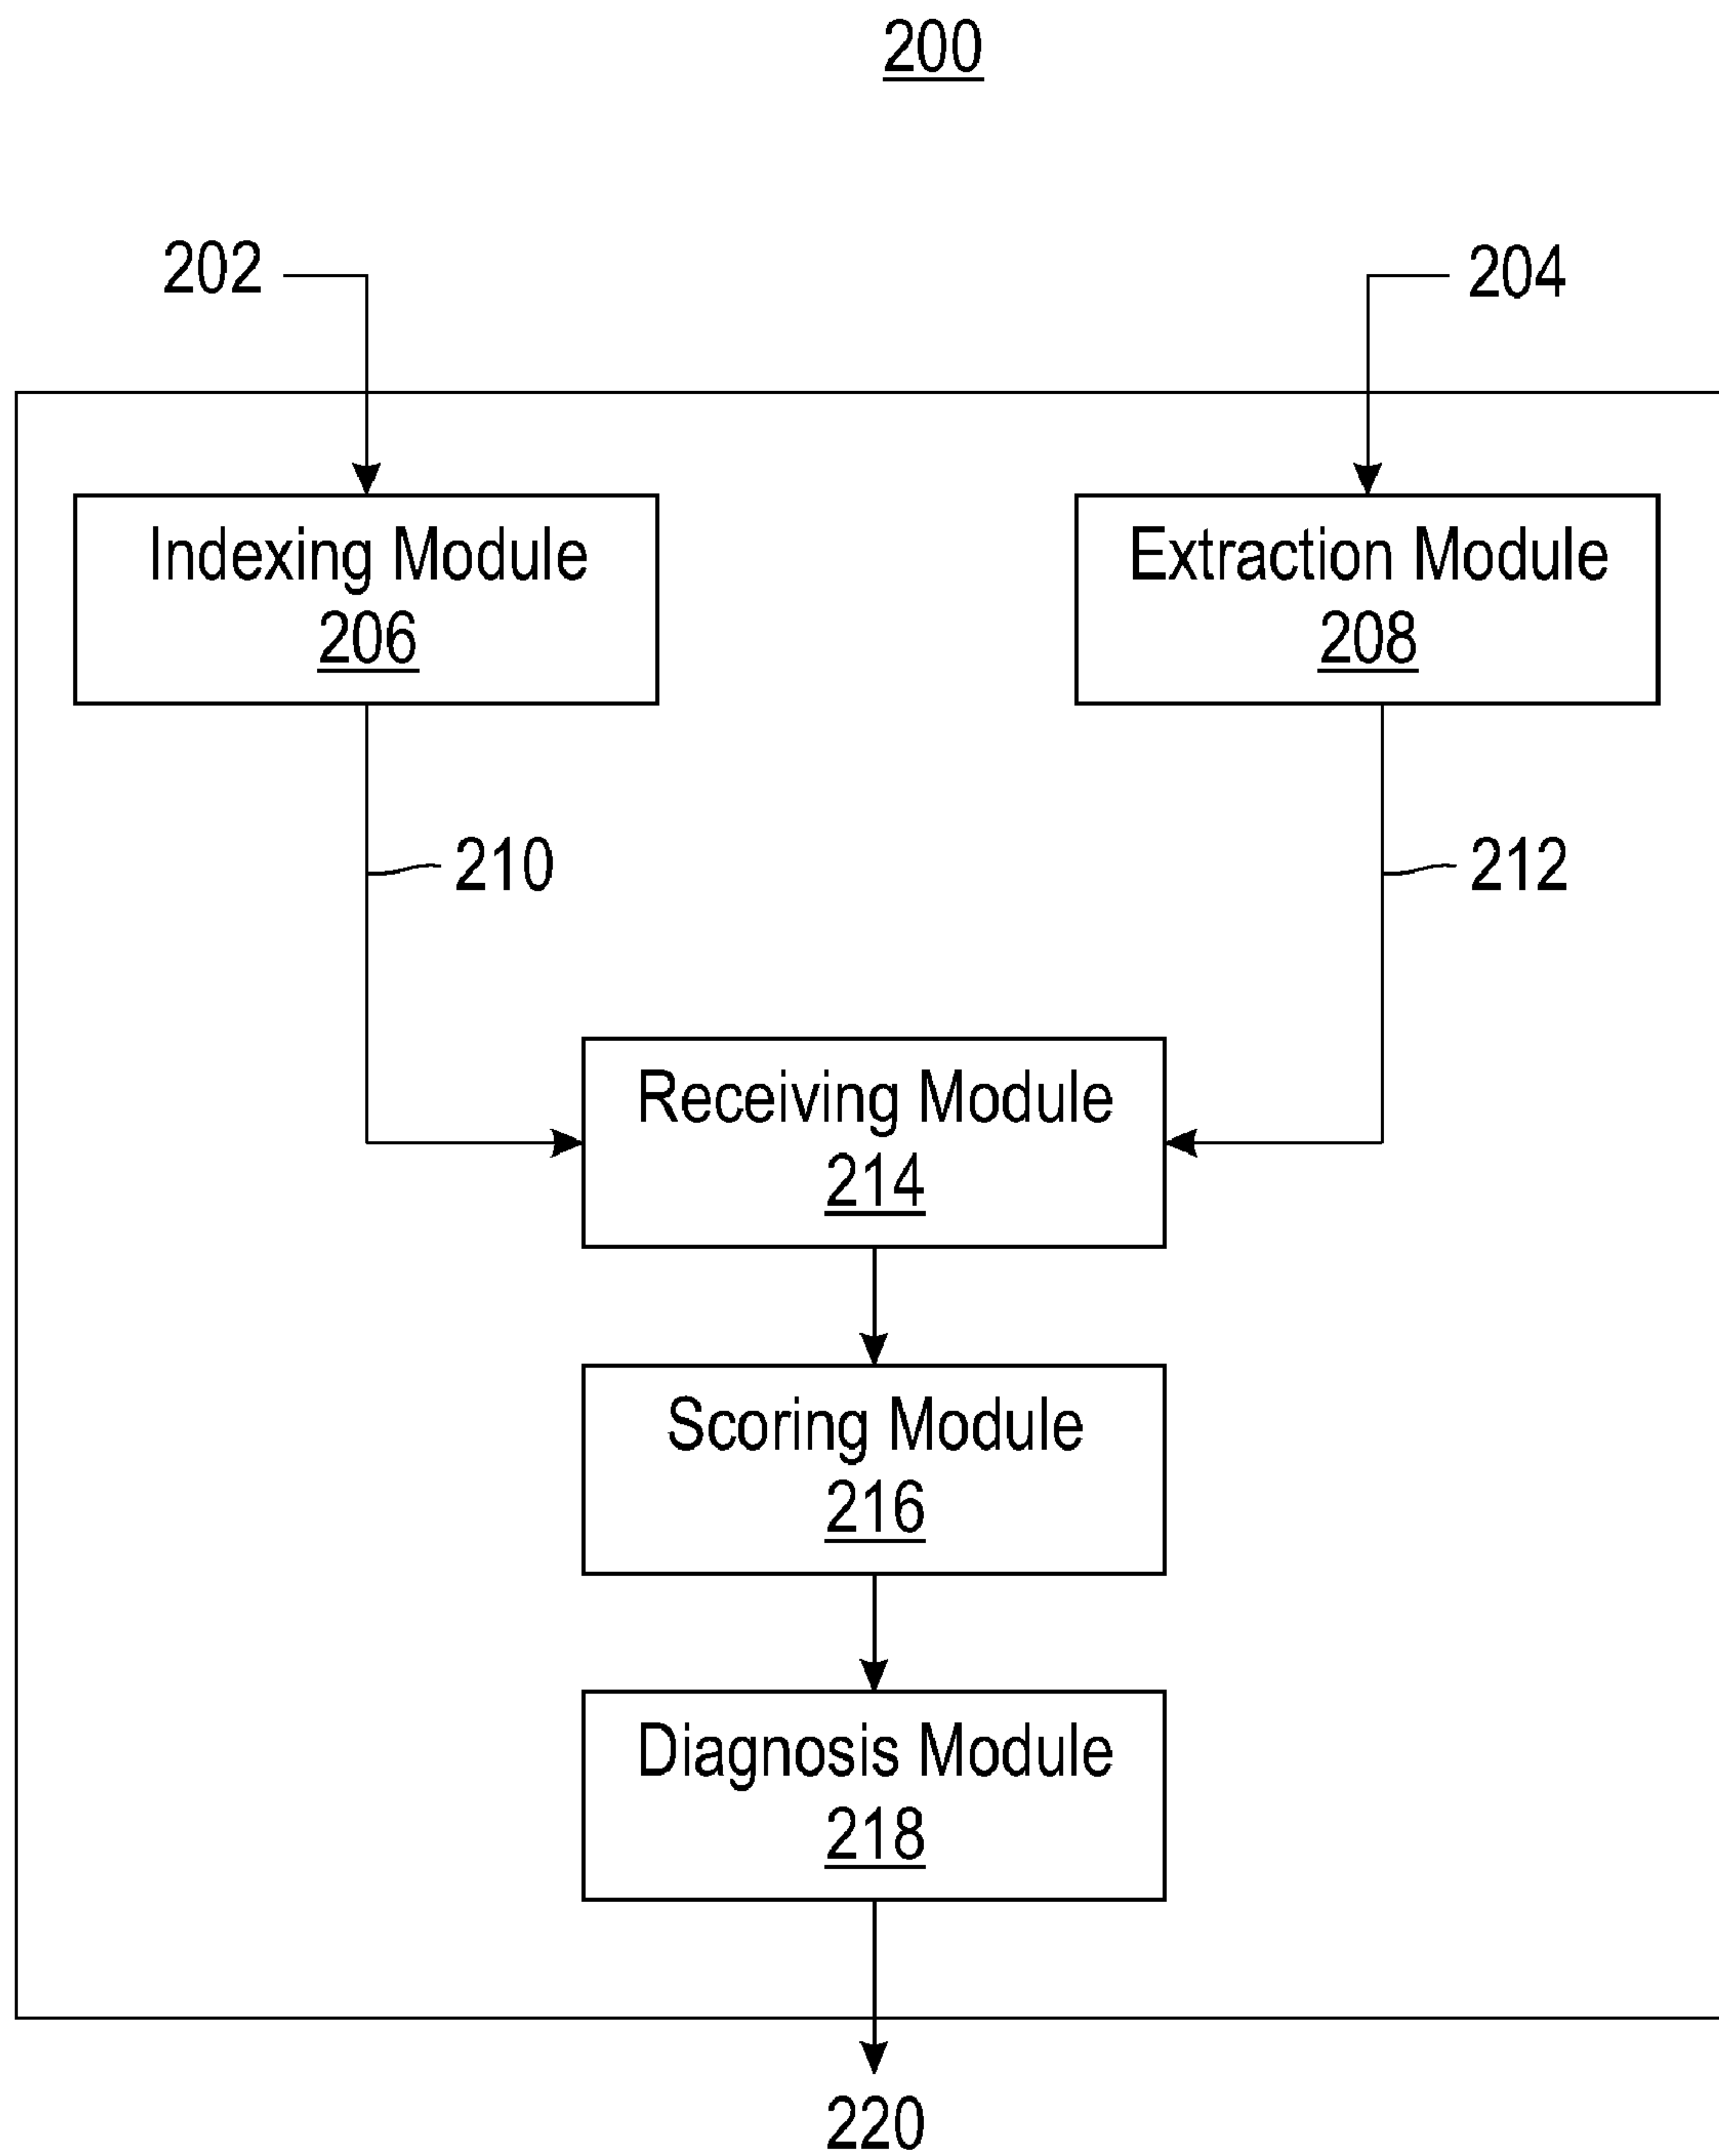 200
202
204
Indexing Module
206
Extraction Module
208
210
212
Receiving Module
214
Scoring Module
216
Diagnosis Module
218
220